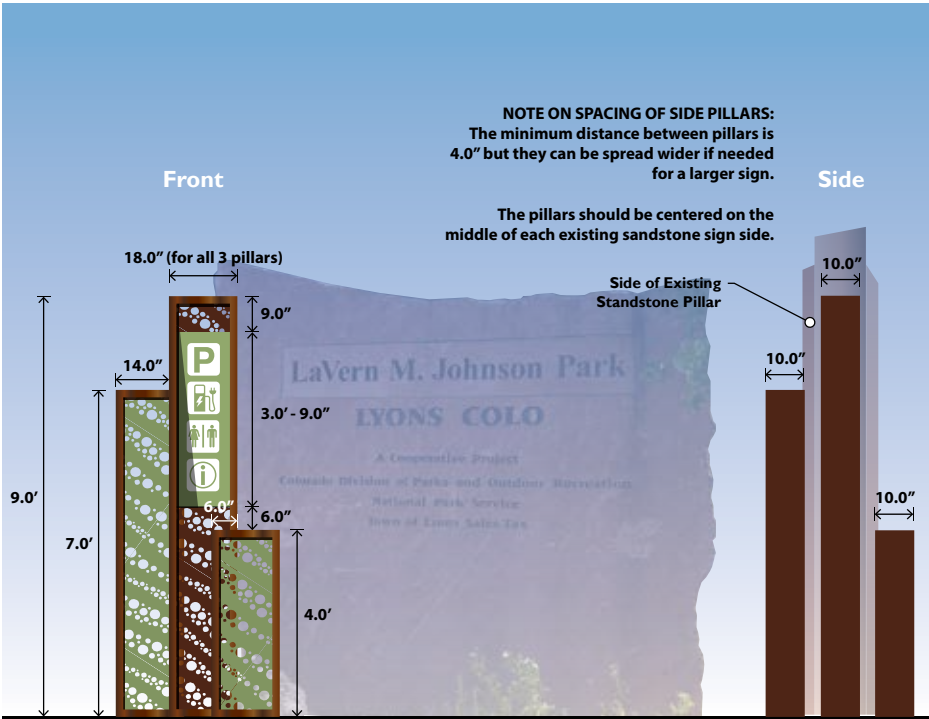 NOTE ON SPACING OF SIDE PILLARS:
The minimum distance between pillars is
4.0” but they can be spread wider if needed
for a larger sign.
The pillars should be centered on the
middle of each existing sandstone sign side.
Front
Side
18.0” (for all 3 pillars)
9.0”
14.0”
3.0’ - 9.0”
6.0”
6.0”
9.0’
7.0’
4.0’
P
i
LaVern M. Johnson Park
LYONS COLO
A Cooperative Project
Colorado Division of Parks and Outdoor Recreation
National Park Service
Town of Lyons Sales Tax
Side of Existing
Standstone Pillar
10.0”
10.0”
10.0”